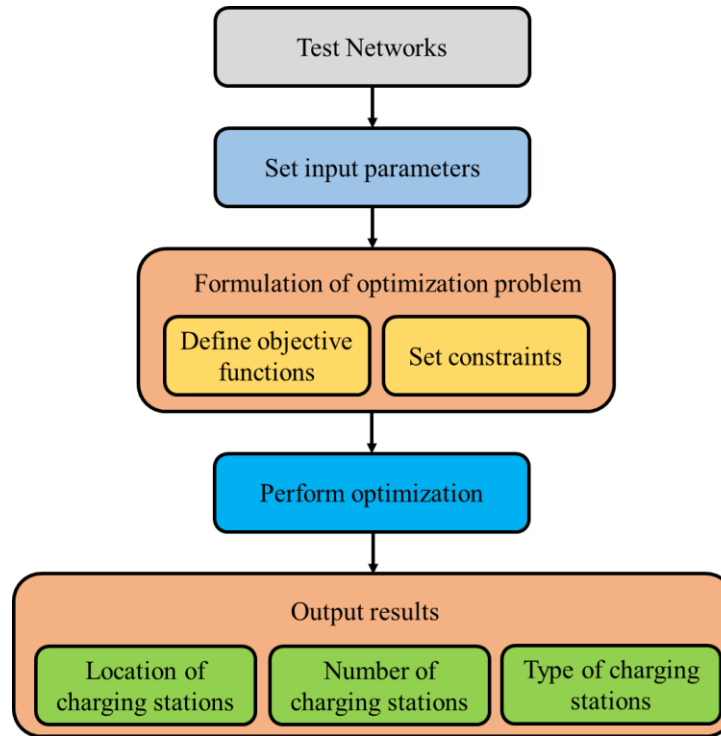 Test Networks
Set input parameters
Formulation of optimization problem
Define objective
functions
Set constraints
Perform optimization
Output results
Location of
charging stations
Number of
charging stations
Type of charging
stations